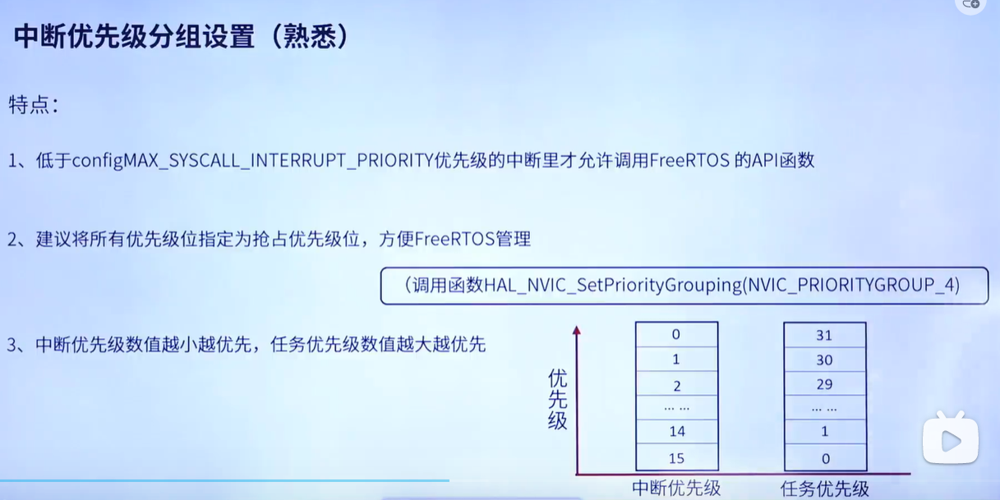 中断优先级分组设置（熟悉）
特点：
1、低于configMAX_SYSCALL_INTERRUPT_PRIORITY优先级的中断里才允许调用FreeRTOS 的API函数
2、建议将所有优先级位指定为抢占优先级位，方便FreeRTOS管理
（调用函数HAL_NVIC_SetPriorityGrouping(NVIC_PRIORITYGROUP_4)
3、中断优先级数值越小越优先，任务优先级数值越大越优先
优先级
0
1
2
... ...
14
15
中断优先级
31
30
29
... ...
1
0
任务优先级